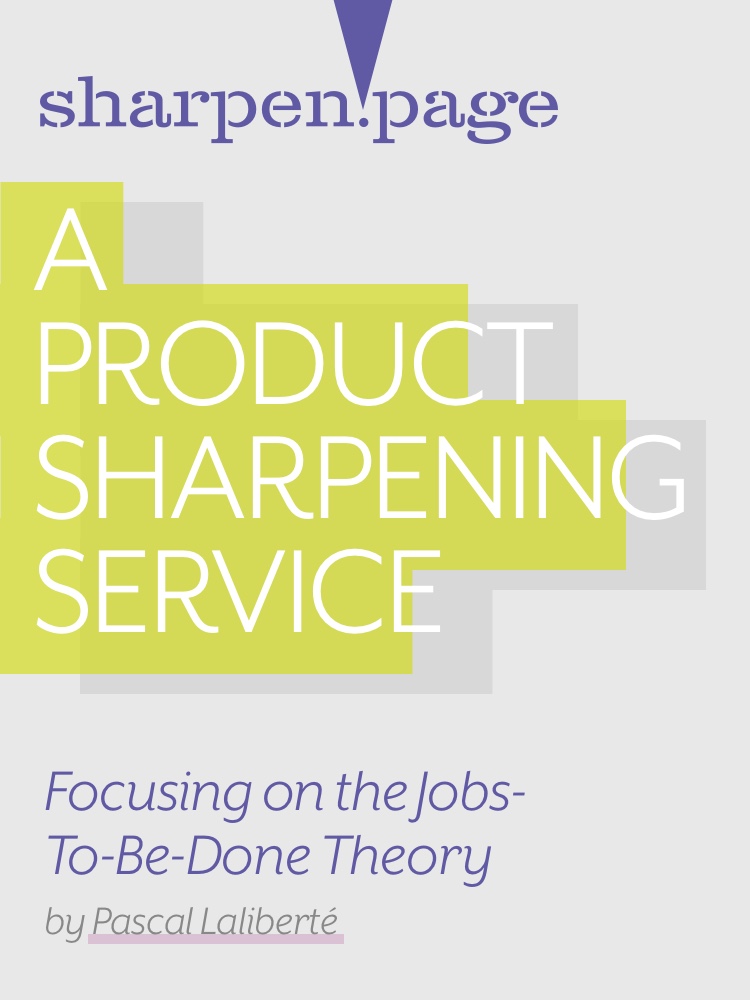 sharpen.page
A
PRODUCT
SHARPENING
SERVICE
Focusing on the Jobs-
To-Be-Done Theory
by Pascal Laliberté